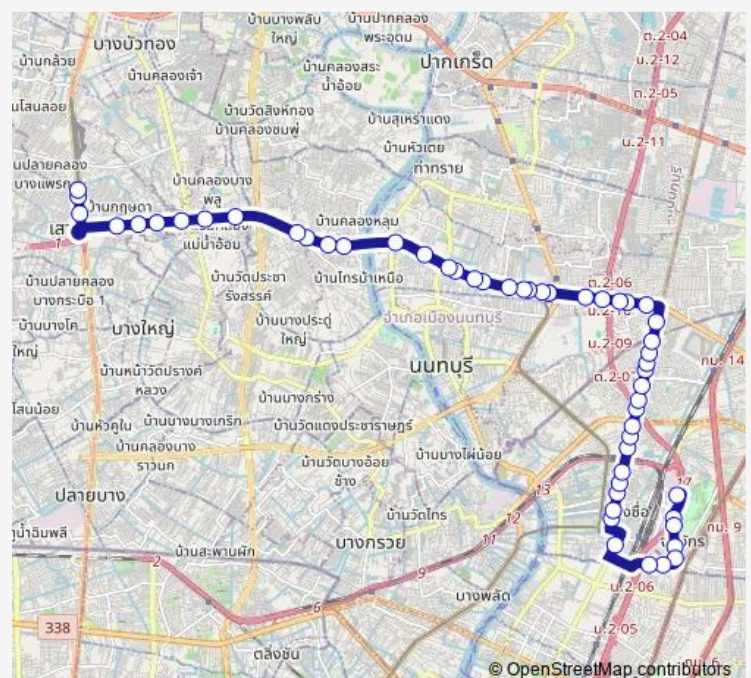 บางบัวทอง
บ้านบางพลับ
ใหญ่
บ้านปากคลอง
พระอุดม
ต.2-04
น.2-12
บ้านกล้วย
บ้านคลองเจ้า
บ้านคลองสระ
น้ำอ้อย
ปากเกร็ด
ต.2-05
นโสนลอย
บ้านวัดสิงห์ทอง
บ้านคลองชมพู่
บ้านสุเหร่าแดง
น.2-11
บ้านหัวเตย
ท่าทราย
นปลายคลอง
บางแพรก
บ้านคลองบาง
พลู
บ้านกฤษดา
บ้านคลองหลุม
เส
1
แม่น้ำอ้อม
บ้านปลายคลอง
บางกระบือ 1
บ้านวัดประชา
รังสรรค์
บ้านไทรม้าเหนือ
ต.2-06
น.2-10
บ้านบางโค
ใหญ่
บางใหญ่
บ้านบางประดู่
ใหญ่
อำเภอเมืองนนทบุรี
น.2-09
กม. 14
บ้านหน้าวัดปรางค์
หลวง
นนทบุรี
ต.2-0
โสนน้อย
บ้านหัวคูใน
บ้านบางนางเกริก
บ้านบางกร่าง
บ้านคลองบาง
ราวนก
บ้านวัดแดงประชาราษฎร์
บ้านวัดบางอ้อย
ช้าง
บ้านบางไผ่น้อย
ปลายบาง
13
17
บ้านวัดไทร
12
งซื่อ
กม. 9
นฉิมพลี
บ้านสะพานผัก
2
บางกรวย
11
จ
จักร
9
น.2-06
บางพลัด
6
338
น.2-05
ตลิ่งชัน
© OpenStreetMap contributors